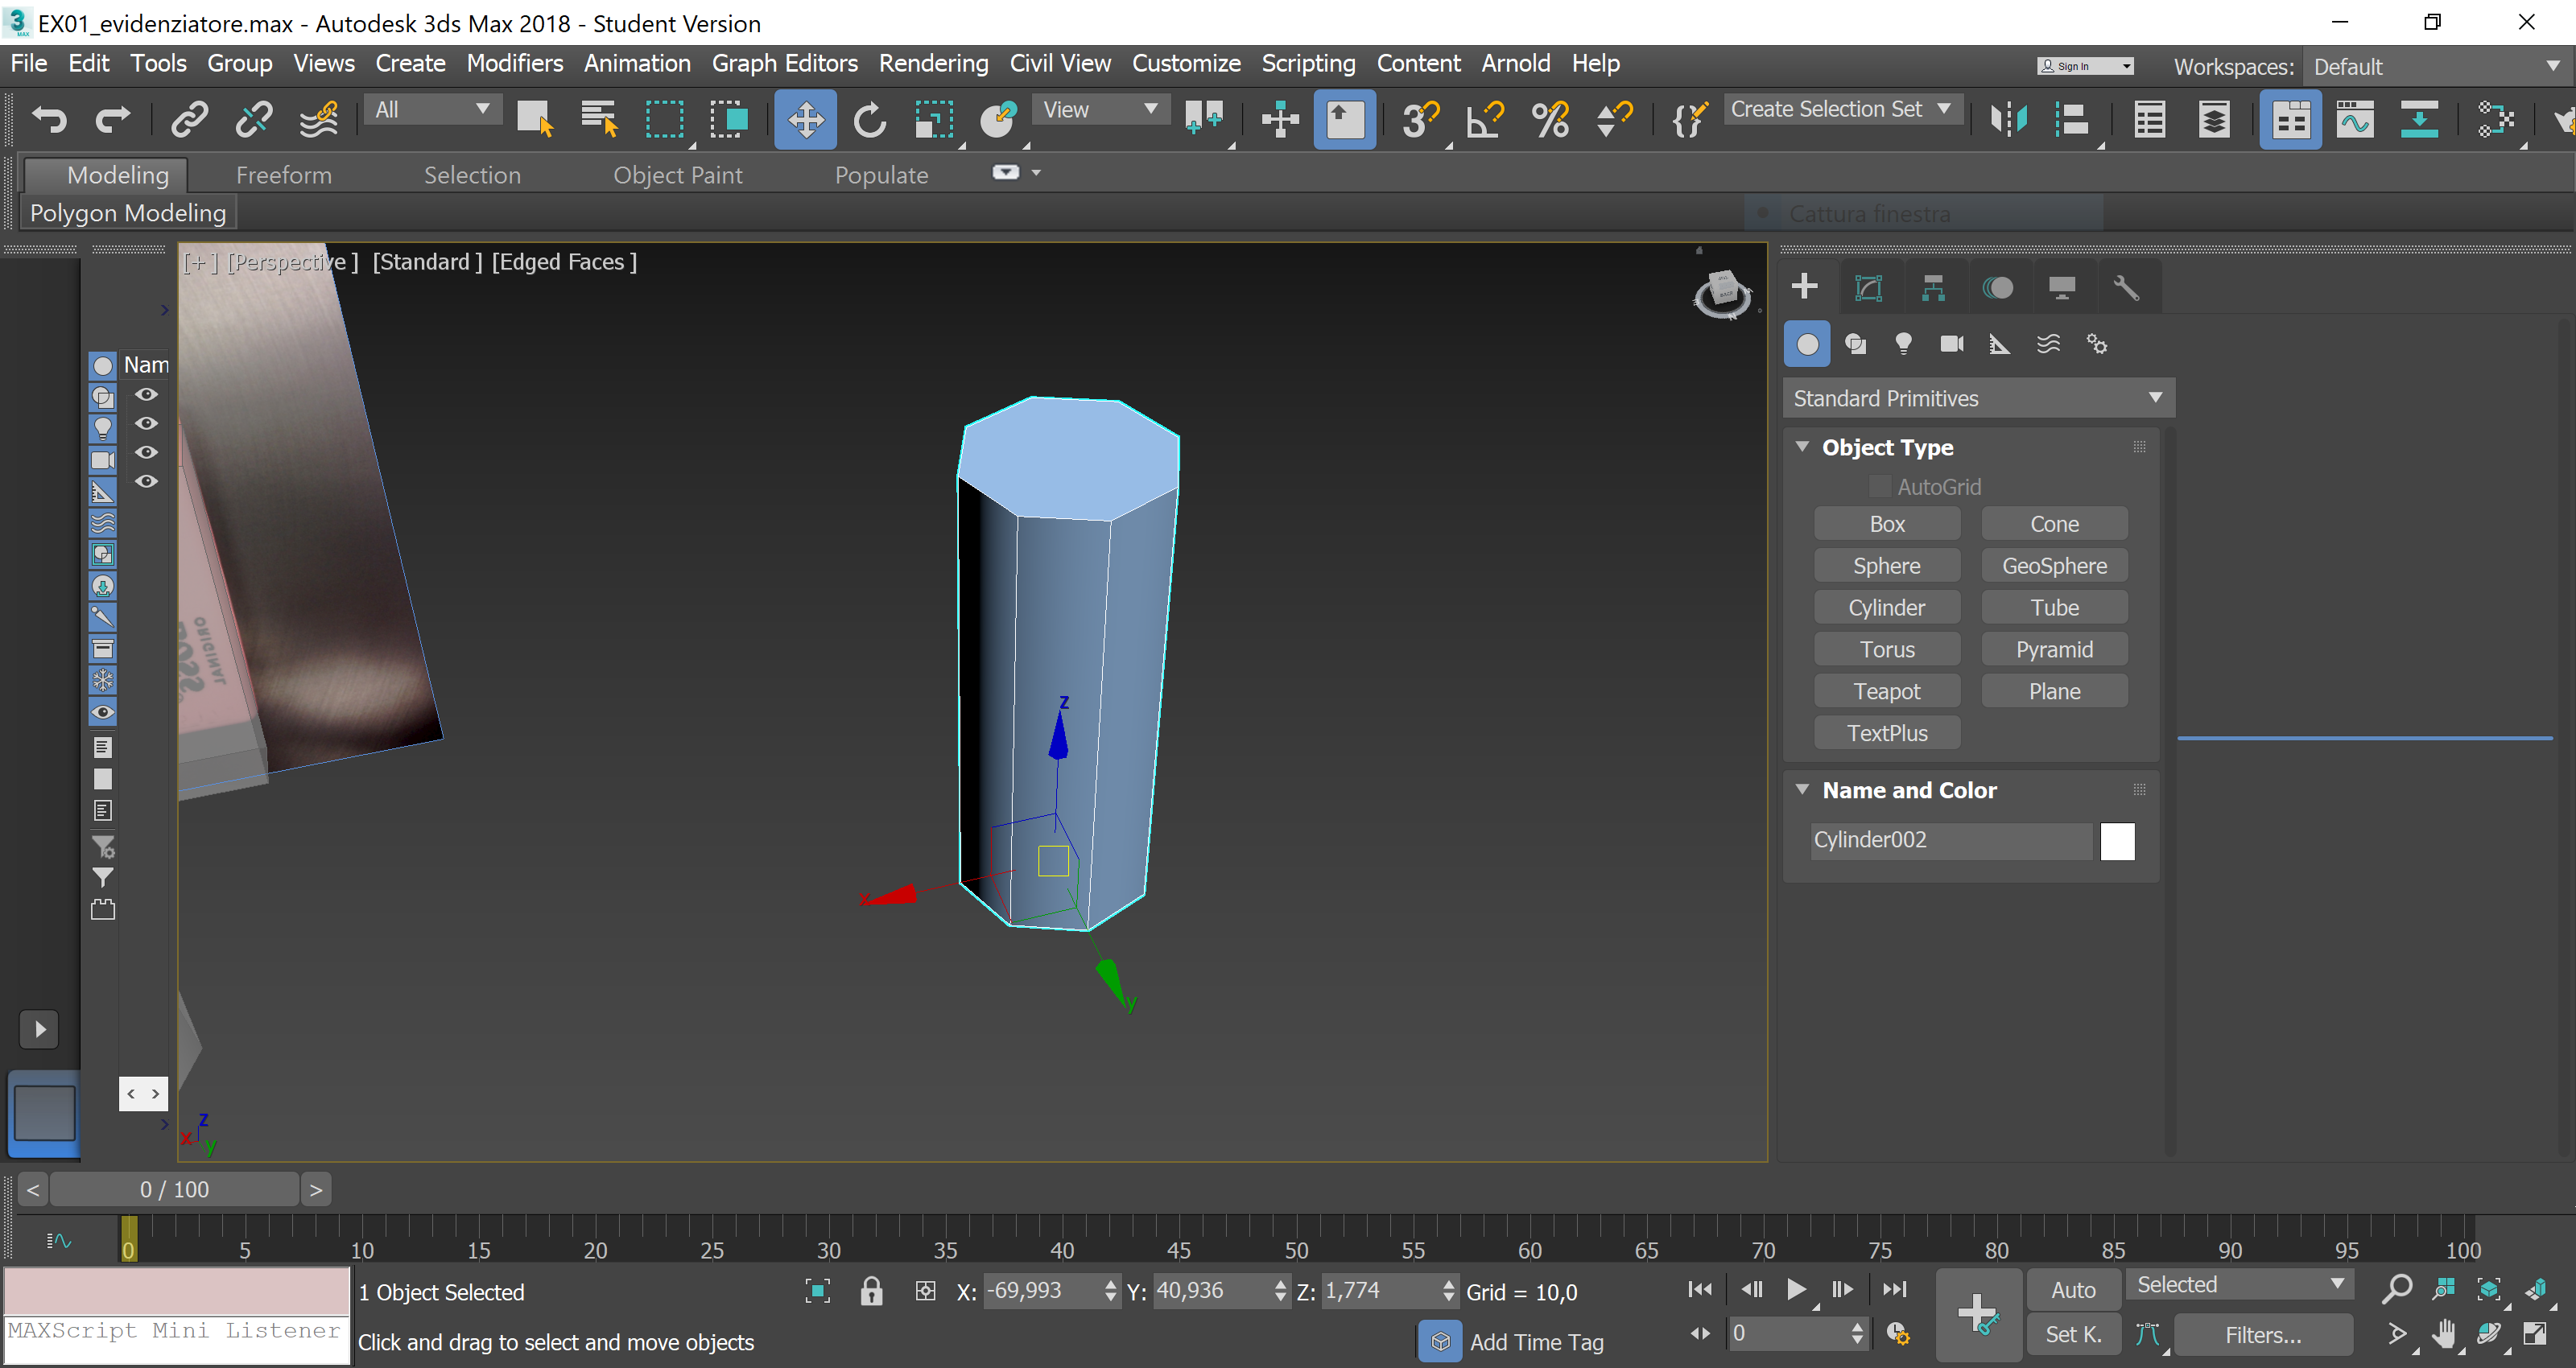 EX01_evidenziatore.max - Autodesk 3ds Max 2018 - Student Version
File Edit Tools Group Views Create Modifiers Animation Graph Editors Rendering Civil View Customize Scripting Content Arnold Help
Sign In
Workspaces: Default
All
View
3
Create Selection Set
Modeling Freeform Selection Object Paint Populate
Polygon Modeling
Cattura finestra
[+] [Perspective] [Standard] [Edged Faces]
Nam
BACK
N
ORIGINAL
BOSS
z
x
y
z
x
y
Standard Primitives
Object Type
AutoGrid
Box Cone
Sphere GeoSphere
Cylinder Tube
Torus Pyramid
Teapot Plane
TextPlus
Name and Color
Cylinder002
< >
< 0 / 100 >
0 5 10 15 20 25 30 35 40 45 50 55 60 65 70 75 80 85 90 95 100
1 Object Selected
X: -69,993 Y: 40,936 Z: 1,774 Grid = 10,0
Auto Selected
MAXScript Mini Listener
Click and drag to select and move objects
Add Time Tag
0
Set K. Filters...